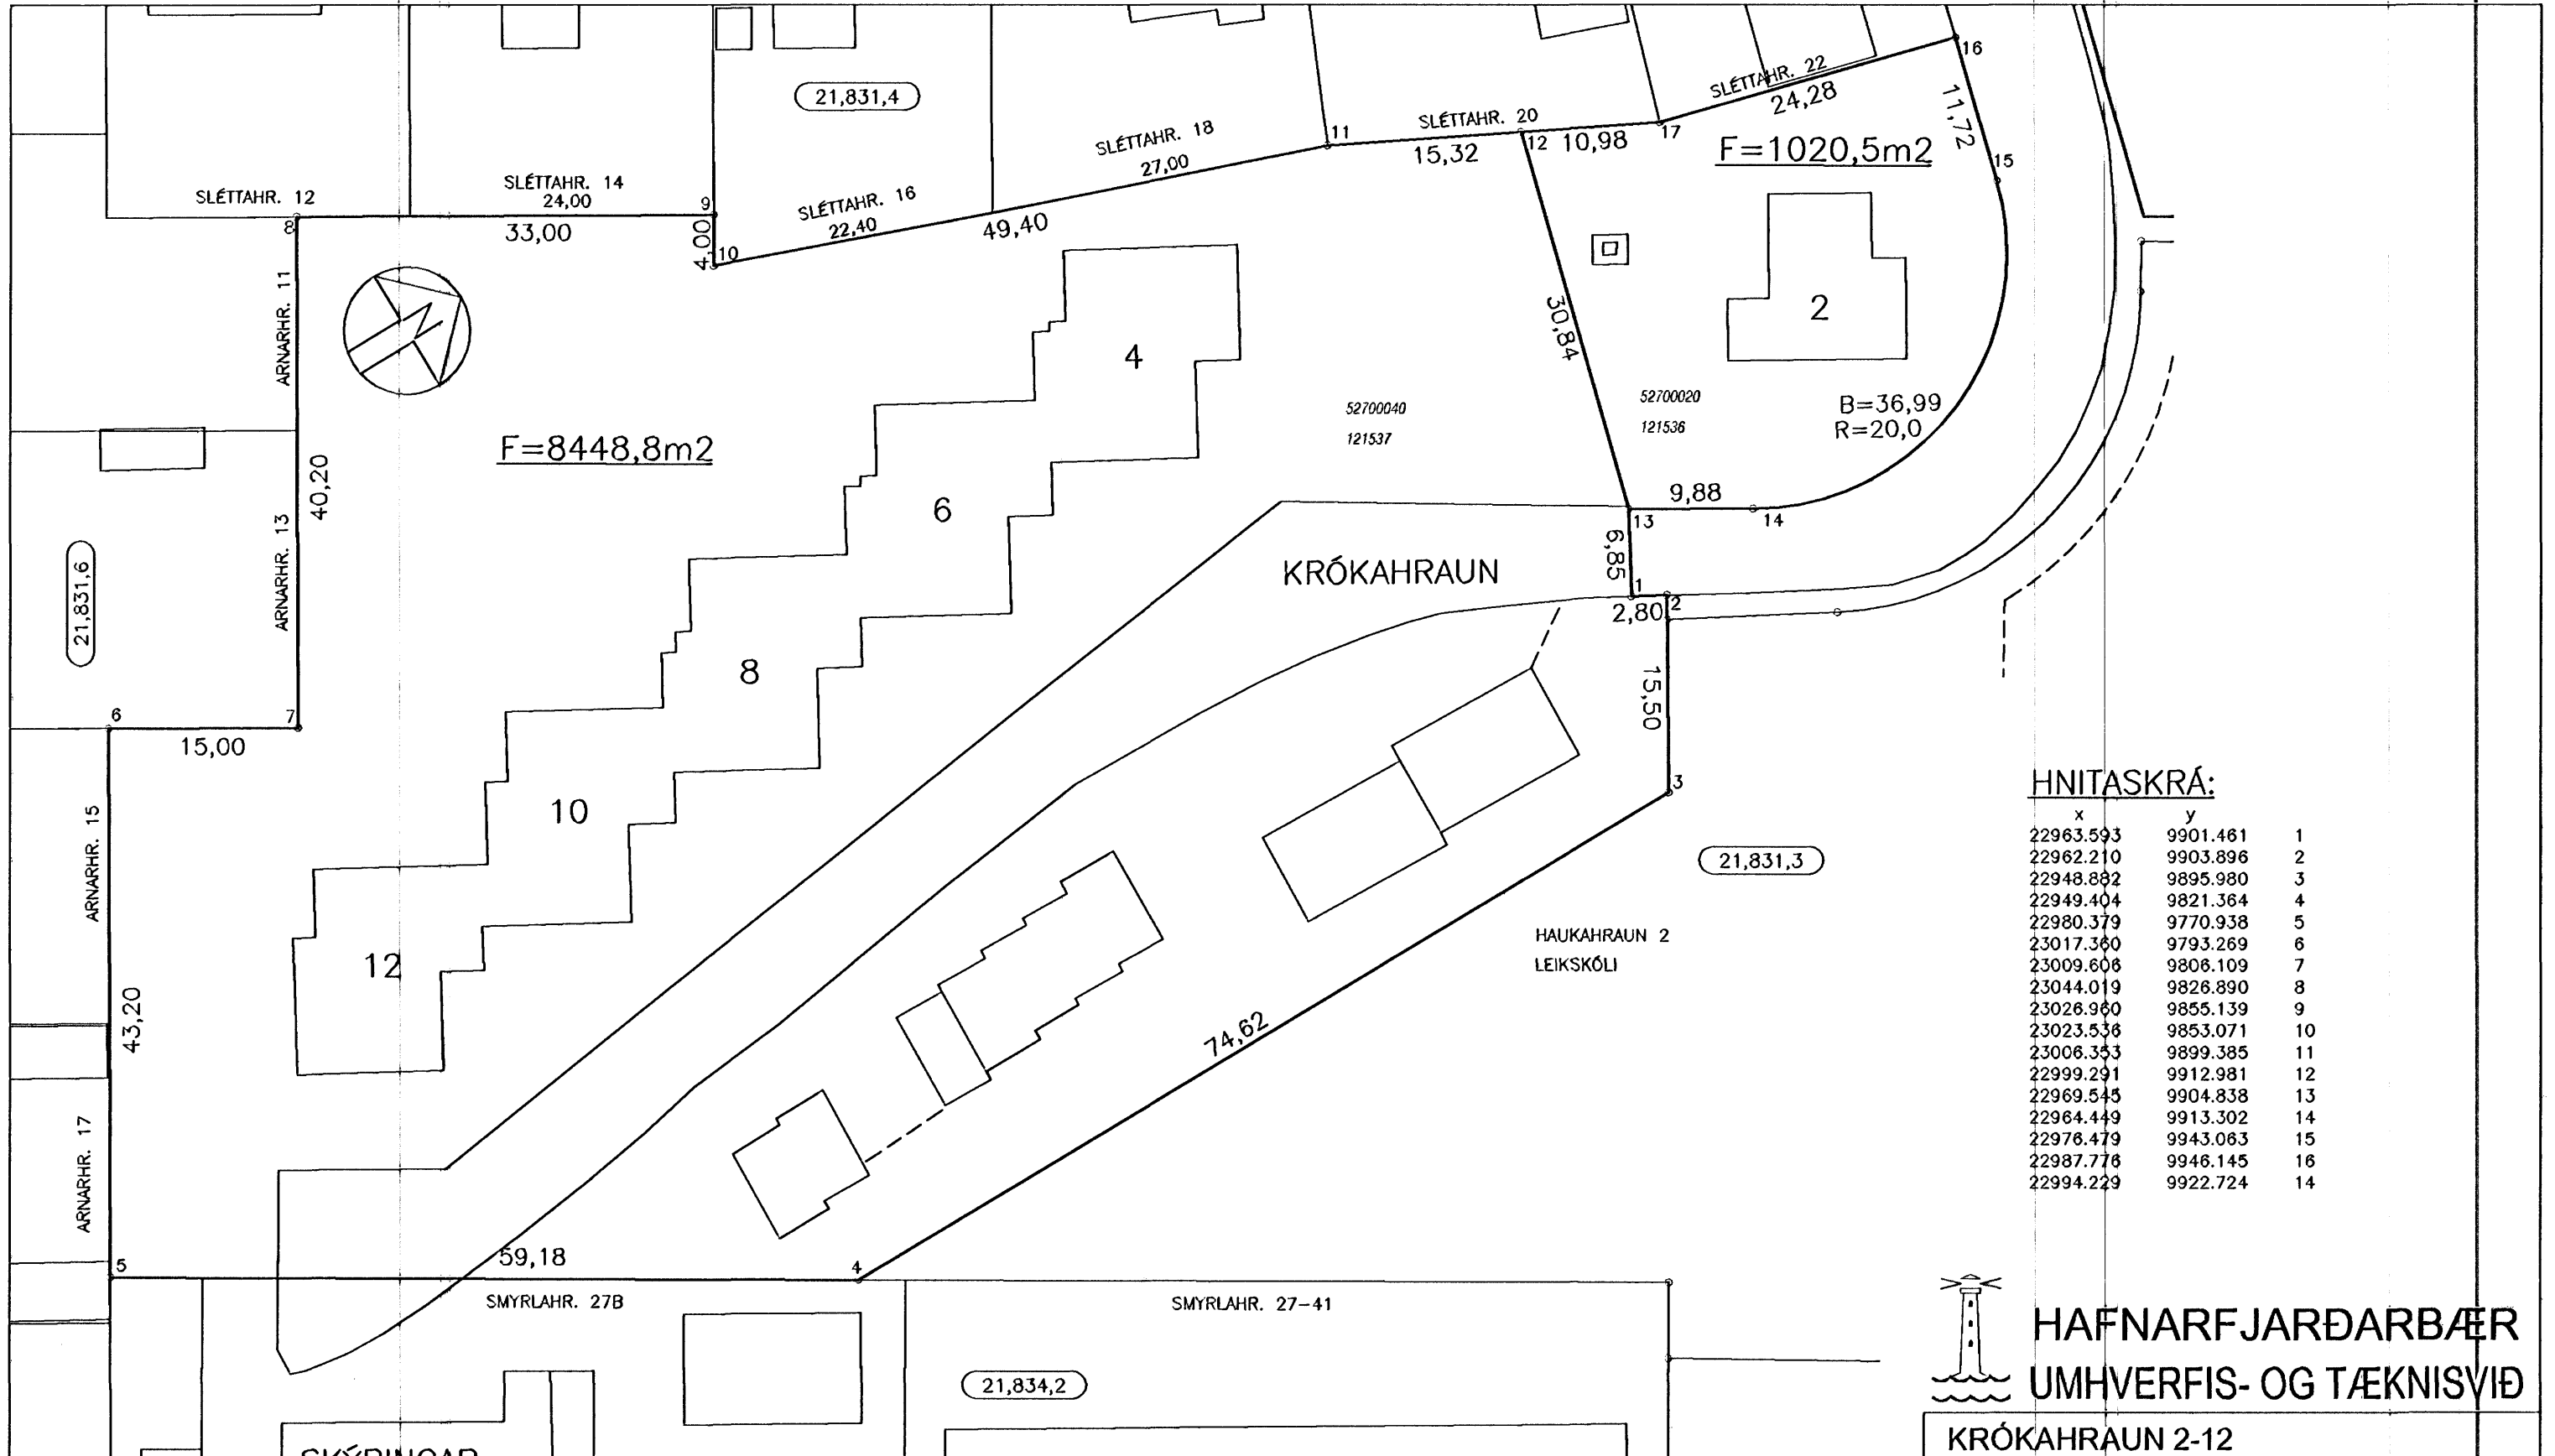 SLÉTTAHR. 12
SLÉTTAHR. 14
24,00
33,00
8
9
4,00
10
21,831,4
SLÉTTAHR. 16
22,40
49,40
SLÉTTAHR. 18
27,00
11
SLÉTTAHR. 20
15,32
12
10,98
17
SLÉTTAHR. 22
24,28
16
11,72
15
F=1020,5m2
2
30,84
52700040
121537
52700020
121536
B=36,99
R=20,0
ARNARHR. 11
40,20
ARNARHR. 13
21,831,6
F=8448,8m2
4
6
8
10
12
9,88
13
14
6,85
KRÓKAHRAUN
1
2,80
2
15,50
3
6
7
15,00
ARNARHR. 15
43,20
ARNARHR. 17
21,831,3
HAUKAHRAUN 2
LEIKSKÓLI
74,62
HNITASKRÁ:
x y
22963.593 9901.461 1
22962.210 9903.896 2
22948.882 9895.980 3
22949.404 9821.364 4
22980.379 9770.938 5
23017.360 9793.269 6
23009.606 9806.109 7
23044.019 9826.890 8
23026.960 9855.139 9
23023.536 9853.071 10
23006.353 9899.385 11
22999.291 9912.981 12
22969.545 9904.838 13
22964.449 9913.302 14
22976.479 9943.063 15
22987.776 9946.145 16
22994.229 9922.724 14
5
59,18
4
SMYRLAHR. 27B
SMYRLAHR. 27-41
21,834,2
HAFNARFJARÐARBÆR
UMHVERFIS- OG TÆKNISVIÐ
KRÓKAHRAUN 2-12